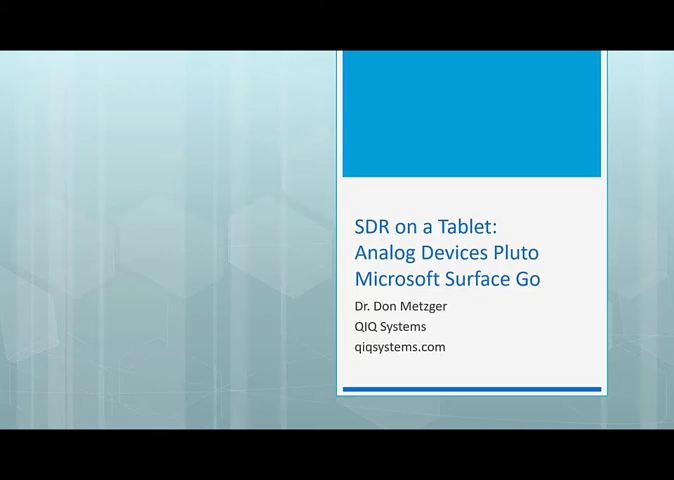 SDR on a Tablet:
Analog Devices Pluto
Microsoft Surface Go
Dr. Don Metzger
QIQ Systems
qiqsystems.com